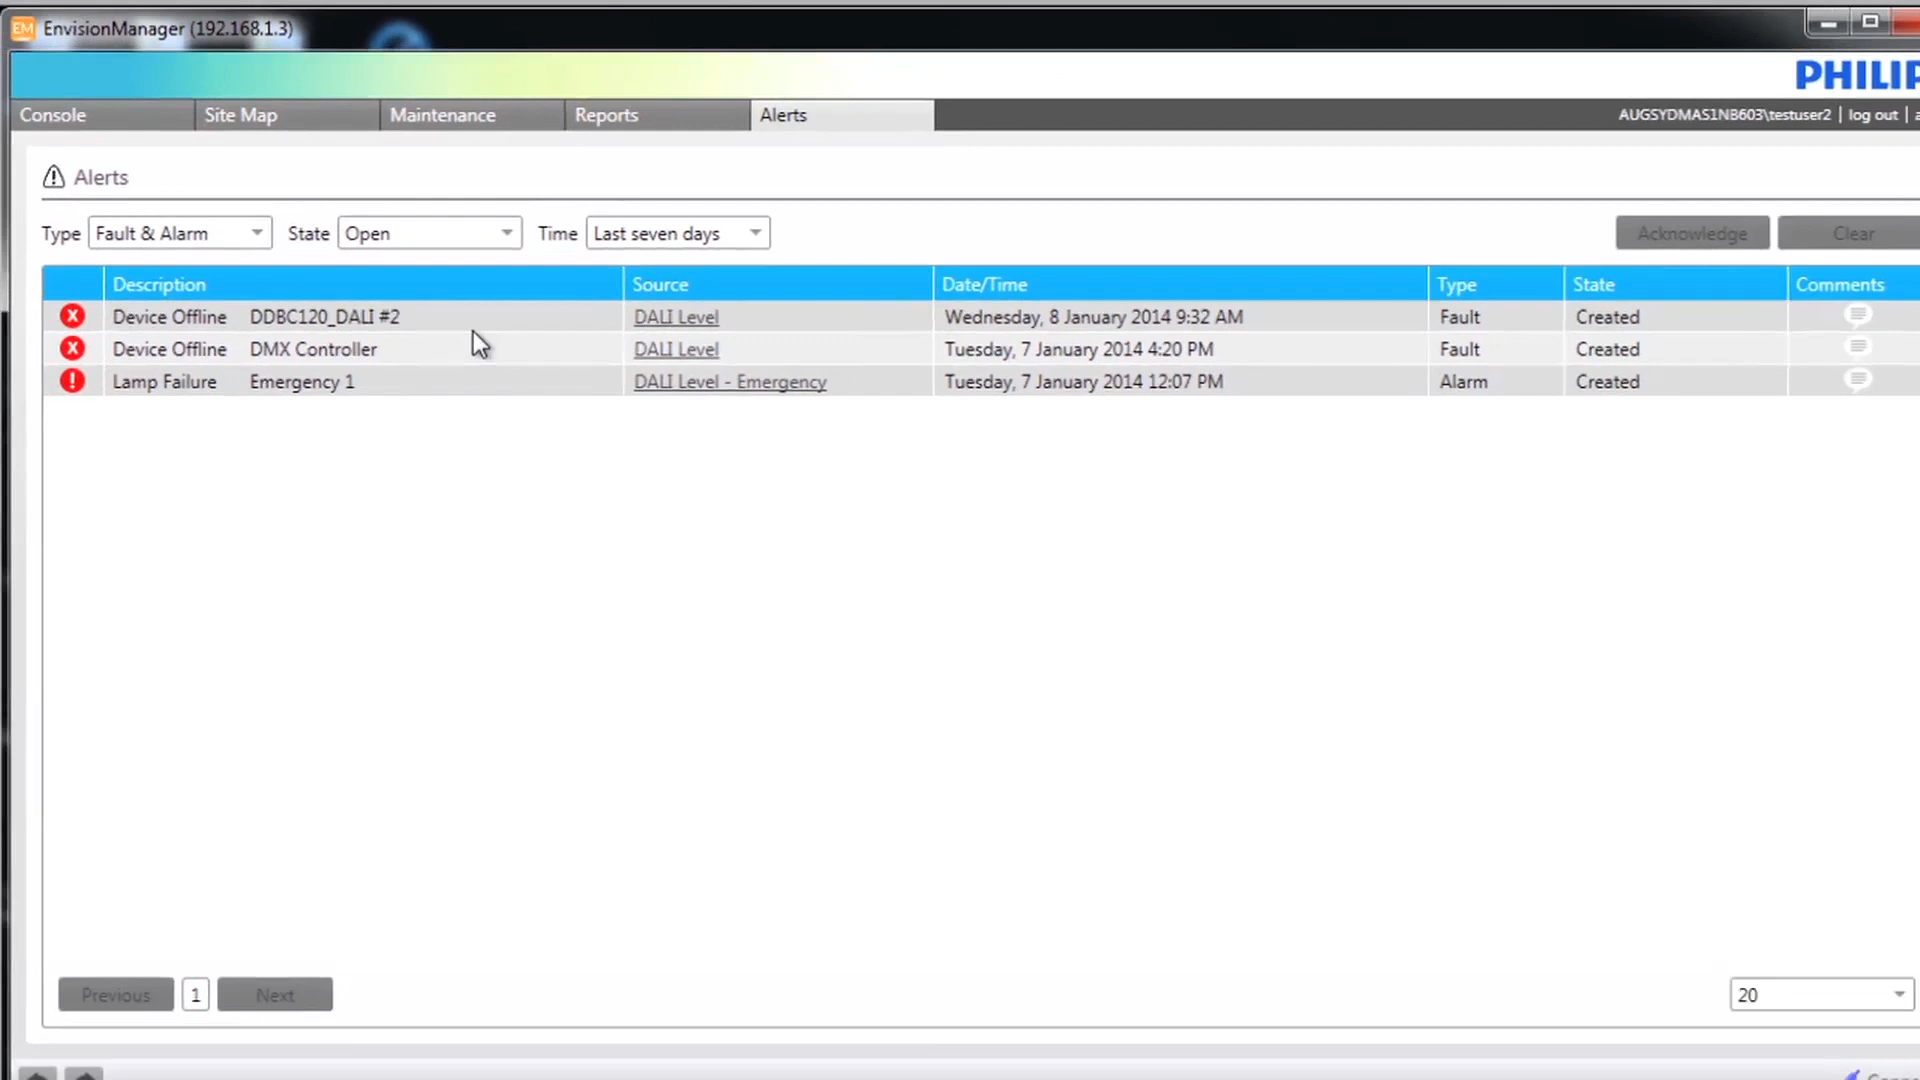 EM EnvisionManager (192.168.1.3)
PHILIP
Console Site Map Maintenance Reports Alerts AUGSYDMAS1NB603\testuser2 | log out |
Alerts
Type Fault & Alarm State Open Time Last seven days Acknowledge Clear
Description Source Date/Time Type State Comments
Device Offline DDBC120_DALI #2 DALI Level Wednesday, 8 January 2014 9:32 AM Fault Created
Device Offline DMX Controller DALI Level Tuesday, 7 January 2014 4:20 PM Fault Created
Lamp Failure Emergency 1 DALI Level - Emergency Tuesday, 7 January 2014 12:07 PM Alarm Created
Previous 1 Next 20